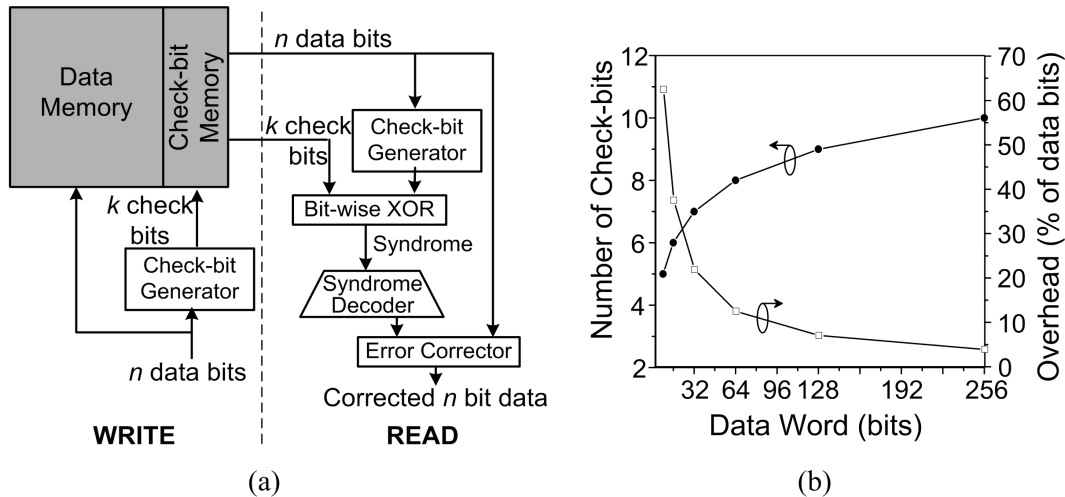 Data
Memory
Check-bit
Memory
n data bits
k check
bits
Check-bit
Generator
Bit-wise XOR
Syndrome
Syndrome
Decoder
Error Corrector
Corrected n bit data
k check
bits
Check-bit
Generator
n data bits
WRITE
READ
(a)
Number of Check-bits
12
10
8
6
4
2
70
60
50
40
30
20
10
0
Overhead (% of data bits)
32 64 96 128 192 256
Data Word (bits)
(b)